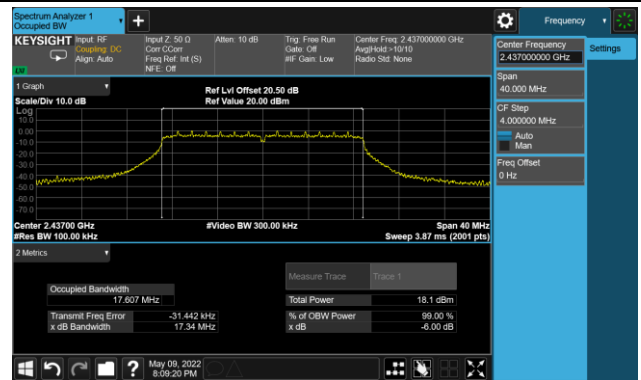 Spectrum Analyzer 1
Occupied BW
Frequency
KEYSIGHT
Input: RF
Coupling: DC
Align: Auto
Input Z: 50 Ω
Corr CCorr
Freq Ref: Int (S)
NFE: Off
Atten: 10 dB
Trig: Free Run
Gate: Off
#IF Gain: Low
Center Freq: 2.437000000 GHz
Avg|Hold:>10/10
Radio Std: None
LW
Center Frequency
2.437000000 GHz
Settings
Span
40.000 MHz
CF Step
4.000000 MHz
Auto
Man
Freq Offset
0 Hz
1 Graph
Scale/Div 10.0 dB
Ref Lvl Offset 20.50 dB
Ref Value 20.00 dBm
Log
10.0
0.00
-10.0
-20.0
-30.0
-40.0
-50.0
-60.0
-70.0
Center 2.43700 GHz
#Video BW 300.00 kHz
Span 40 MHz
#Res BW 100.00 kHz
Sweep 3.87 ms (2001 pts)
2 Metrics
Measure Trace
Trace 1
Occupied Bandwidth
17.607 MHz
Total Power
18.1 dBm
Transmit Freq Error
-31.442 kHz
% of OBW Power
99.00 %
x dB Bandwidth
17.34 MHz
x dB
-6.00 dB
?
May 09, 2022
8:09:20 PM